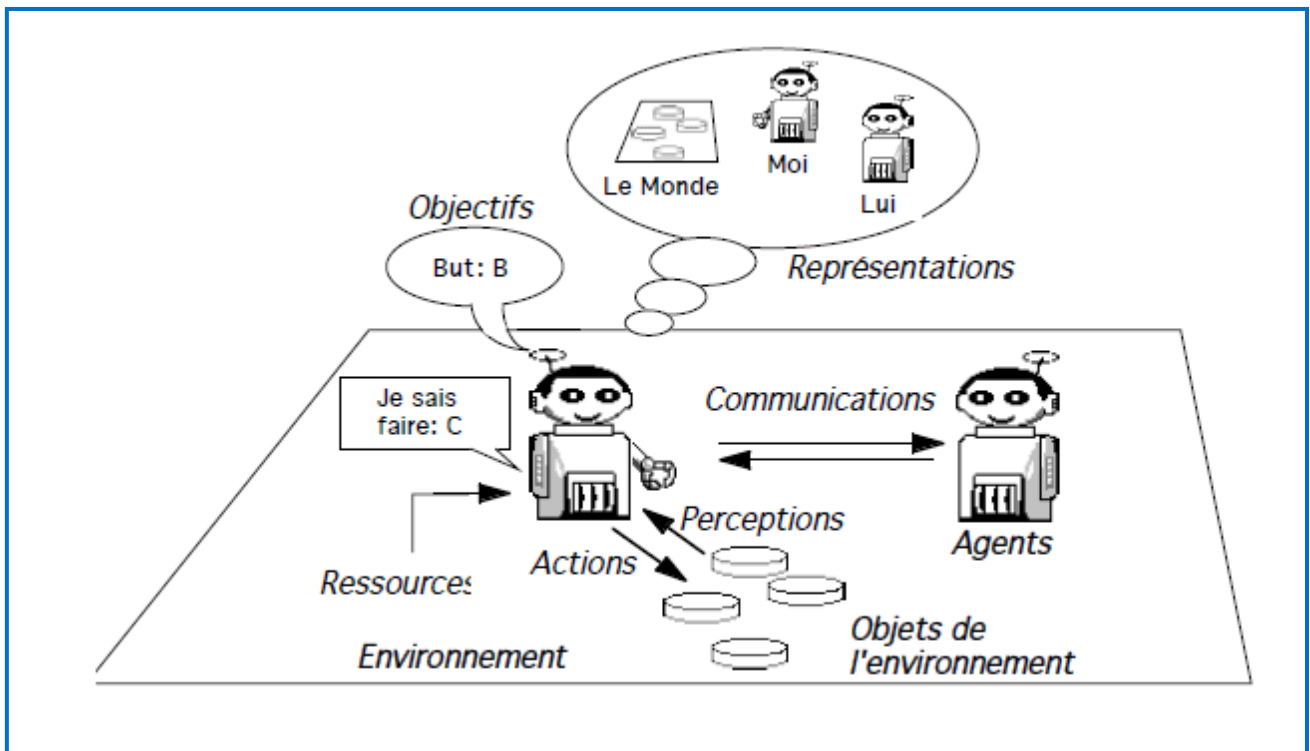 Moi
Le Monde
Lui
Objectifs
But: B
Représentations
Je sais
faire: C
Communications
Perceptions
Actions
Agents
Ressources
Objets de
l'environnement
Environnement